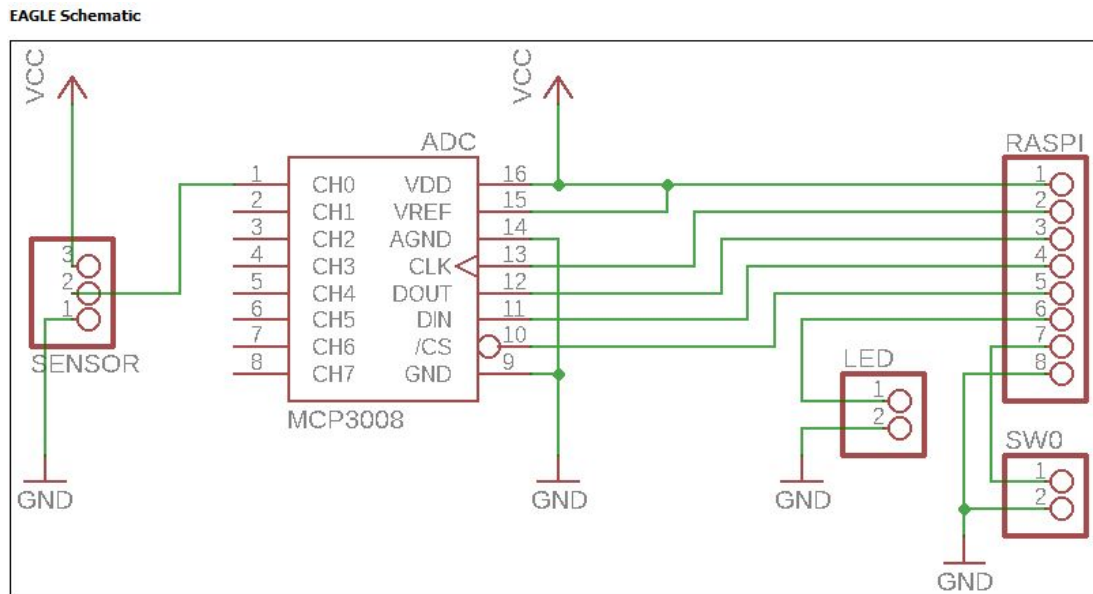 EAGLE Schematic
VCC
VCC
ADC
RASPI
1 CH0 VDD 16
2 CH1 VREF 15
3 CH2 AGND 14
4 CH3 CLK 13
5 CH4 DOUT 12
6 CH5 DIN 11
7 CH6 /CS 10
8 CH7 GND 9
MCP3008
3
2
1
SENSOR
1
2
3
4
5
6
7
8
LED
1
2
SW0
1
2
GND
GND
GND
GND